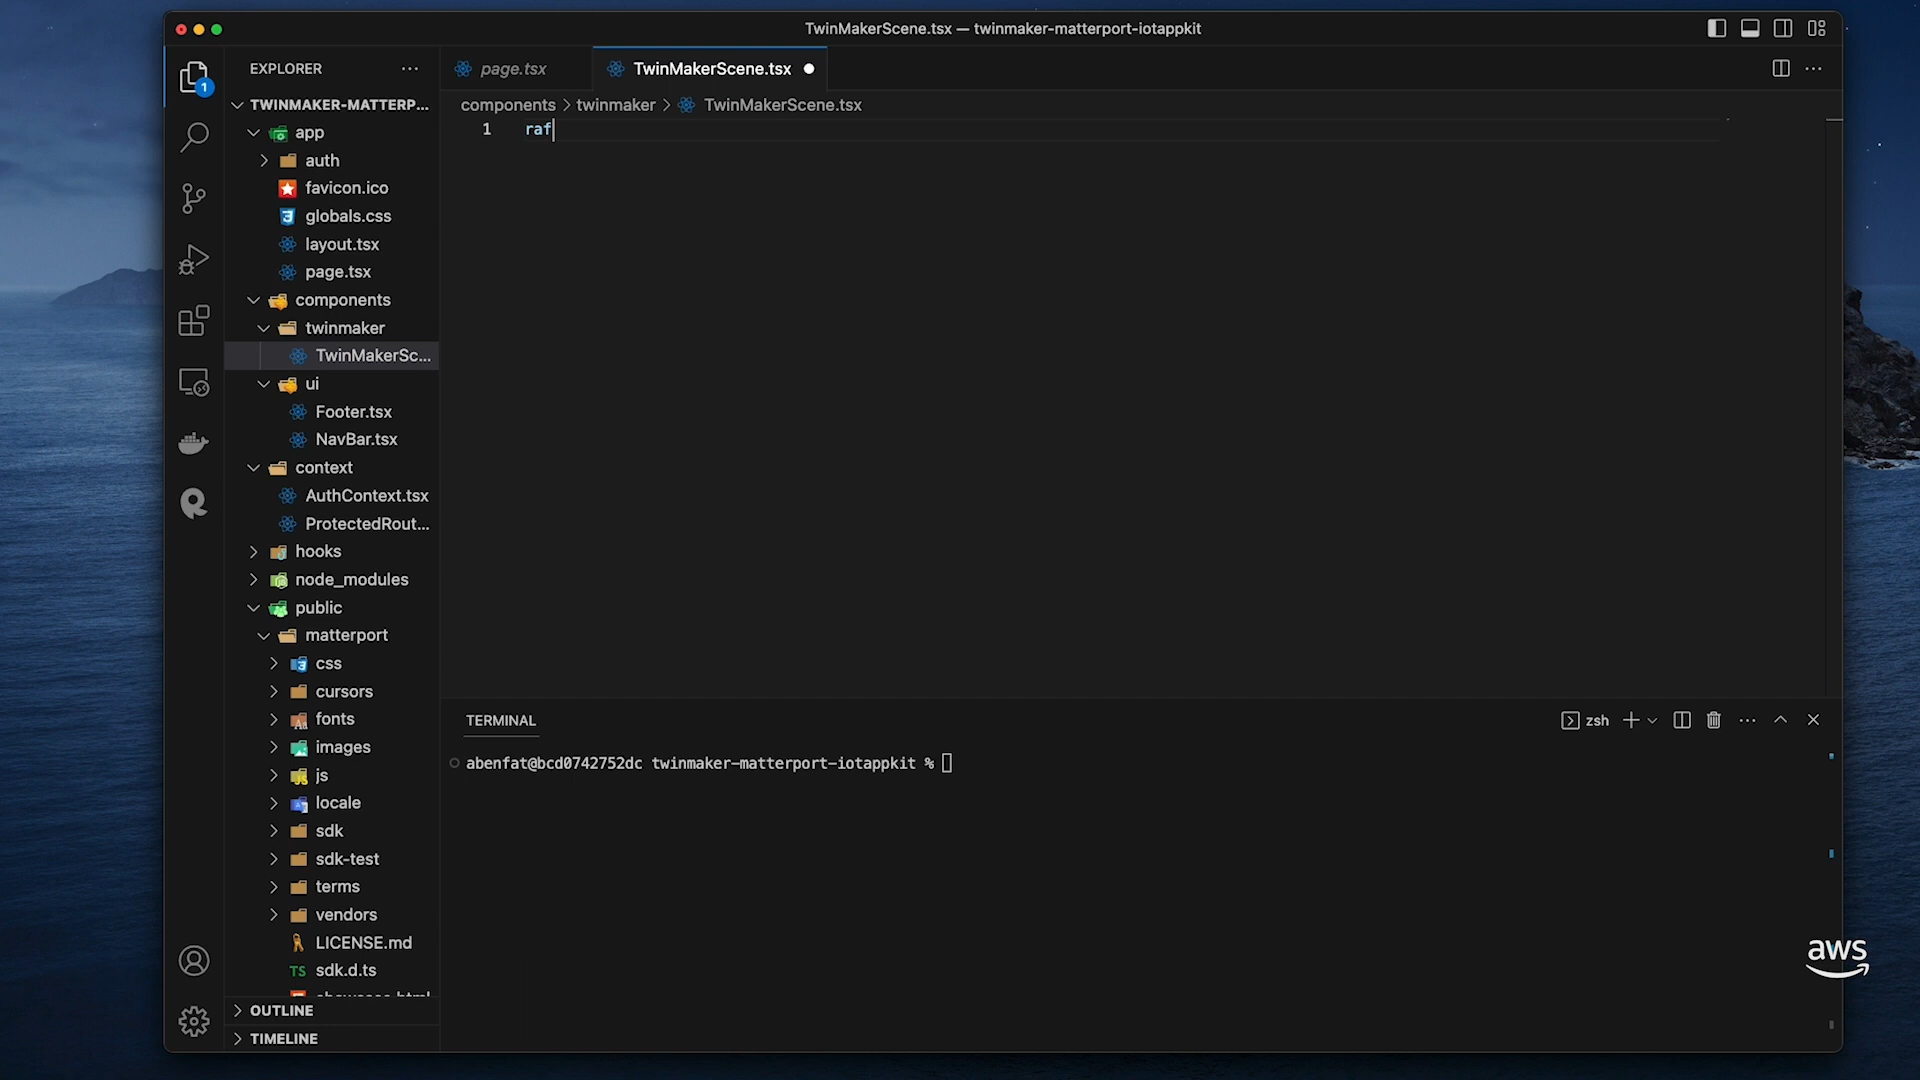 TwinMakerScene.tsx — twinmaker-matterport-iotappkit
EXPLORER
1
TWINMAKER-MATTERP...
app
auth
favicon.ico
globals.css
layout.tsx
page.tsx
components
twinmaker
TwinMakerSc...
ui
Footer.tsx
NavBar.tsx
context
AuthContext.tsx
ProtectedRout...
hooks
node_modules
public
matterport
css
cursors
fonts
images
js
locale
sdk
sdk-test
terms
vendors
LICENSE.md
TS sdk.d.ts
OUTLINE
TIMELINE
page.tsx
TwinMakerScene.tsx
components > twinmaker > TwinMakerScene.tsx
1 raf
TERMINAL
zsh
abenfat@bcd0742752dc twinmaker-matterport-iotappkit %
aws